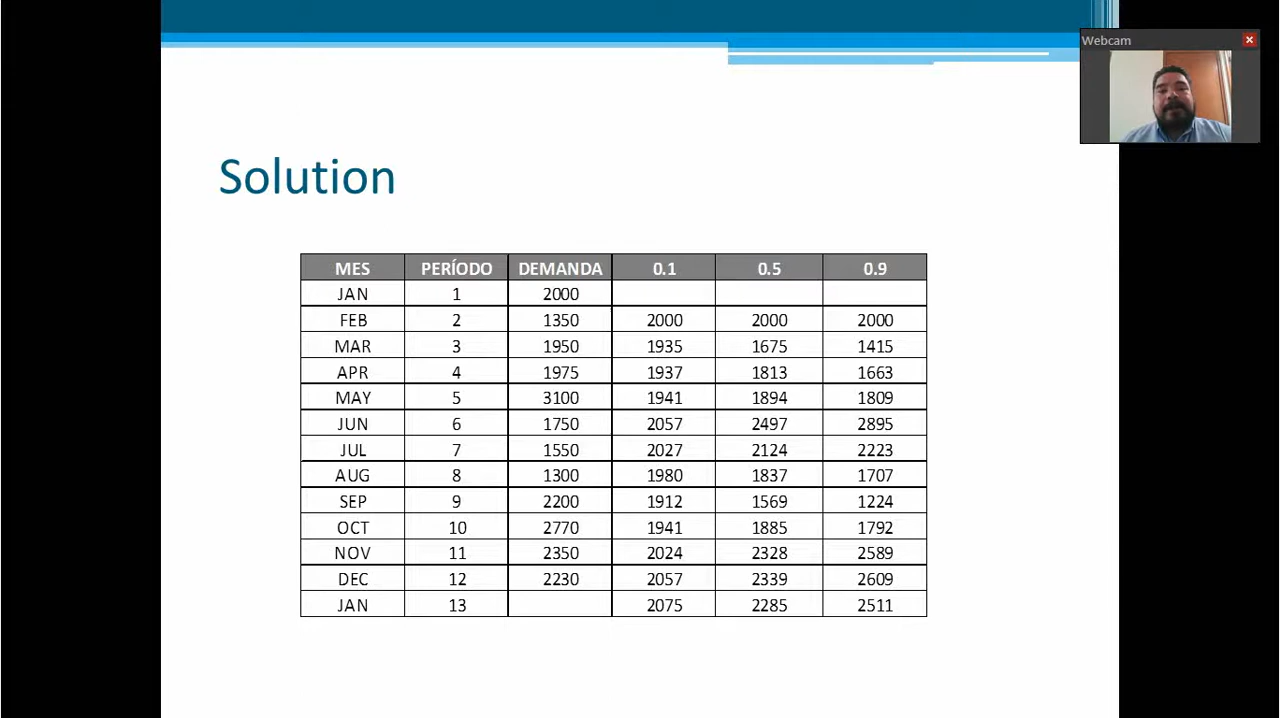 Webcam
Solution
MES PERÍODO DEMANDA 0.1 0.5 0.9
JAN 1 2000
FEB 2 1350 2000 2000 2000
MAR 3 1950 1935 1675 1415
APR 4 1975 1937 1813 1663
MAY 5 3100 1941 1894 1809
JUN 6 1750 2057 2497 2895
JUL 7 1550 2027 2124 2223
AUG 8 1300 1980 1837 1707
SEP 9 2200 1912 1569 1224
OCT 10 2770 1941 1885 1792
NOV 11 2350 2024 2328 2589
DEC 12 2230 2057 2339 2609
JAN 13 2075 2285 2511